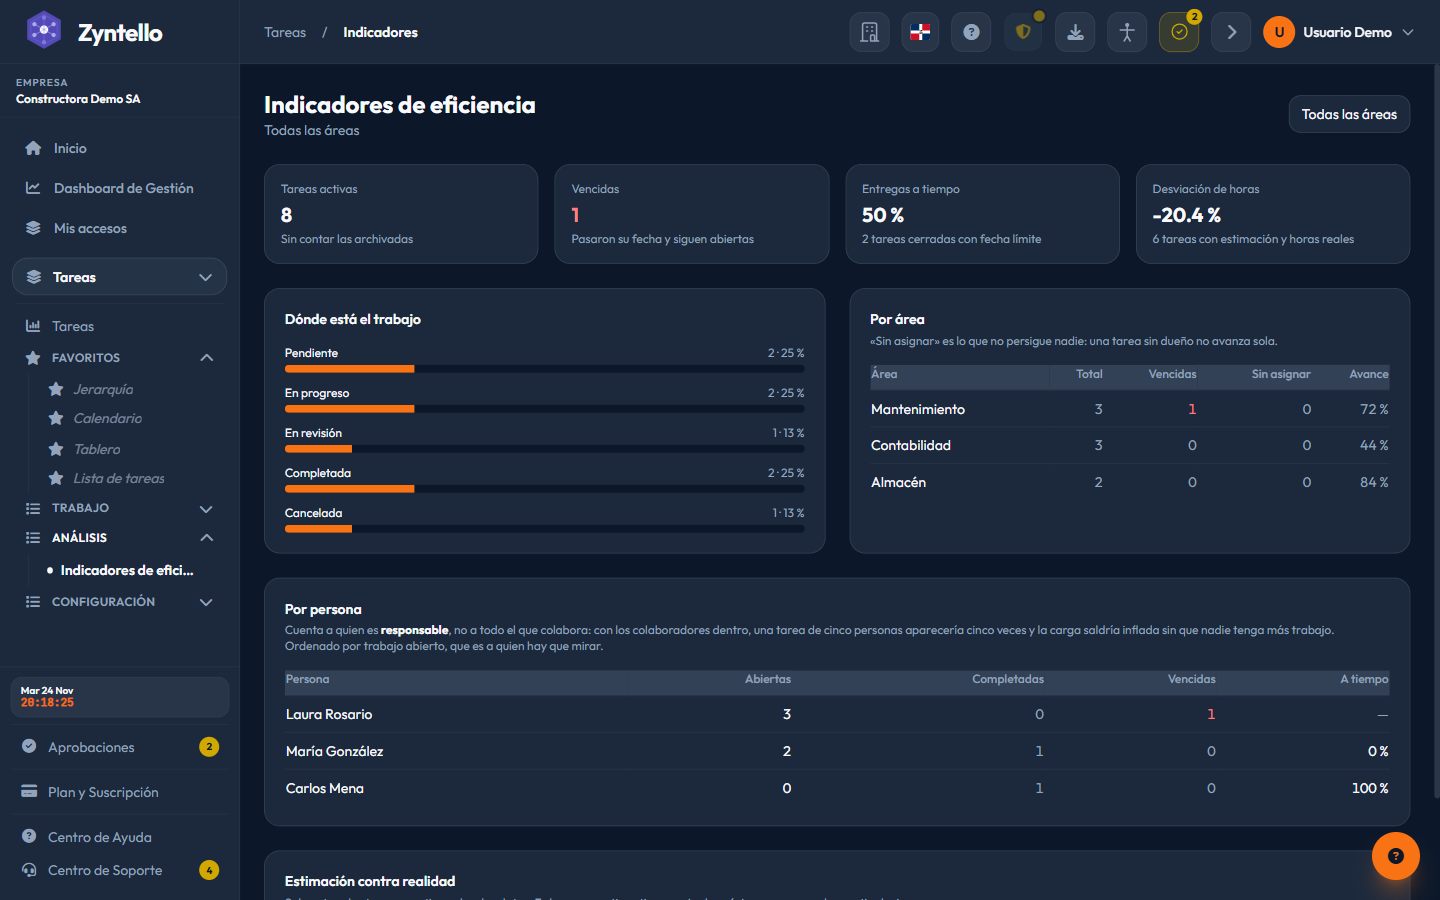 Zyntello
Tareas / Indicadores
2
U Usuario Demo
EMPRESA
Constructora Demo SA
Inicio
Dashboard de Gestión
Mis accesos
Tareas
Tareas
FAVORITOS
Jerarquía
Calendario
Tablero
Lista de tareas
TRABAJO
ANÁLISIS
Indicadores de efici...
CONFIGURACIÓN
Mar 24 Nov
20:18:25
Aprobaciones 2
Plan y Suscripción
Centro de Ayuda
Centro de Soporte 4
Indicadores de eficiencia
Todas las áreas
Todas las áreas
Tareas activas
8
Sin contar las archivadas
Vencidas
1
Pasaron su fecha y siguen abiertas
Entregas a tiempo
50 %
2 tareas cerradas con fecha límite
Desviación de horas
-20.4 %
6 tareas con estimación y horas reales
Dónde está el trabajo
Pendiente 2 · 25 %
En progreso 2 · 25 %
En revisión 1 · 13 %
Completada 2 · 25 %
Cancelada 1 · 13 %
Por área
«Sin asignar» es lo que no persigue nadie: una tarea sin dueño no avanza sola.
Área Total Vencidas Sin asignar Avance
Mantenimiento 3 1 0 72 %
Contabilidad 3 0 0 44 %
Almacén 2 0 0 84 %
Por persona
Cuenta a quien es responsable, no a todo el que colabora: con los colaboradores dentro, una tarea de cinco personas aparecería cinco veces y la carga saldría inflada sin que nadie tenga más trabajo.
Ordenado por trabajo abierto, que es a quien hay que mirar.
Persona Abiertas Completadas Vencidas A tiempo
Laura Rosario 3 0 1 —
María González 2 1 0 0 %
Carlos Mena 0 1 0 100 %
Estimación contra realidad